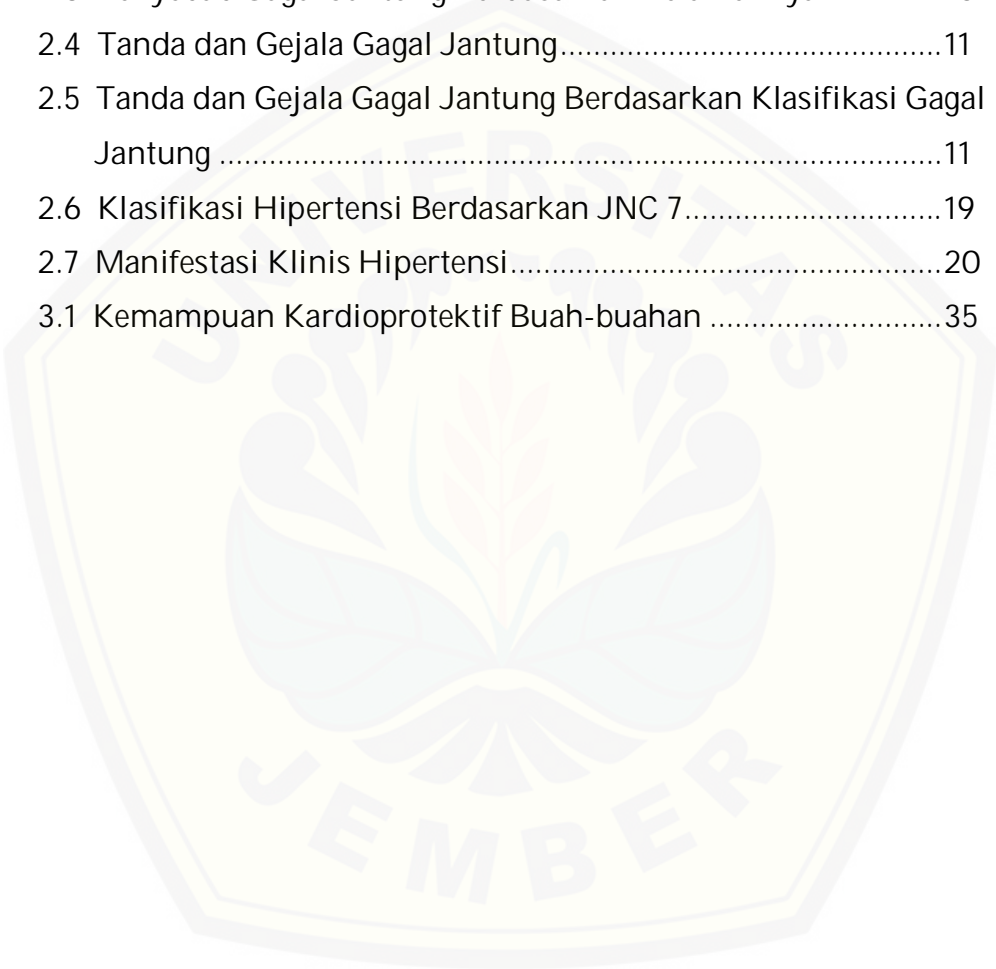 2.4 Tanda dan Gejala Gagal Jantung..............................................11
2.5 Tanda dan Gejala Gagal Jantung Berdasarkan Klasifikasi Gagal
Jantung .......................................................................................11
2.6 Klasifikasi Hipertensi Berdasarkan JNC 7...............................19
2.7 Manifestasi Klinis Hipertensi....................................................20
3.1 Kemampuan Kardioprotektif Buah-buahan ............................35
UNIVERSITAS
JEMBER